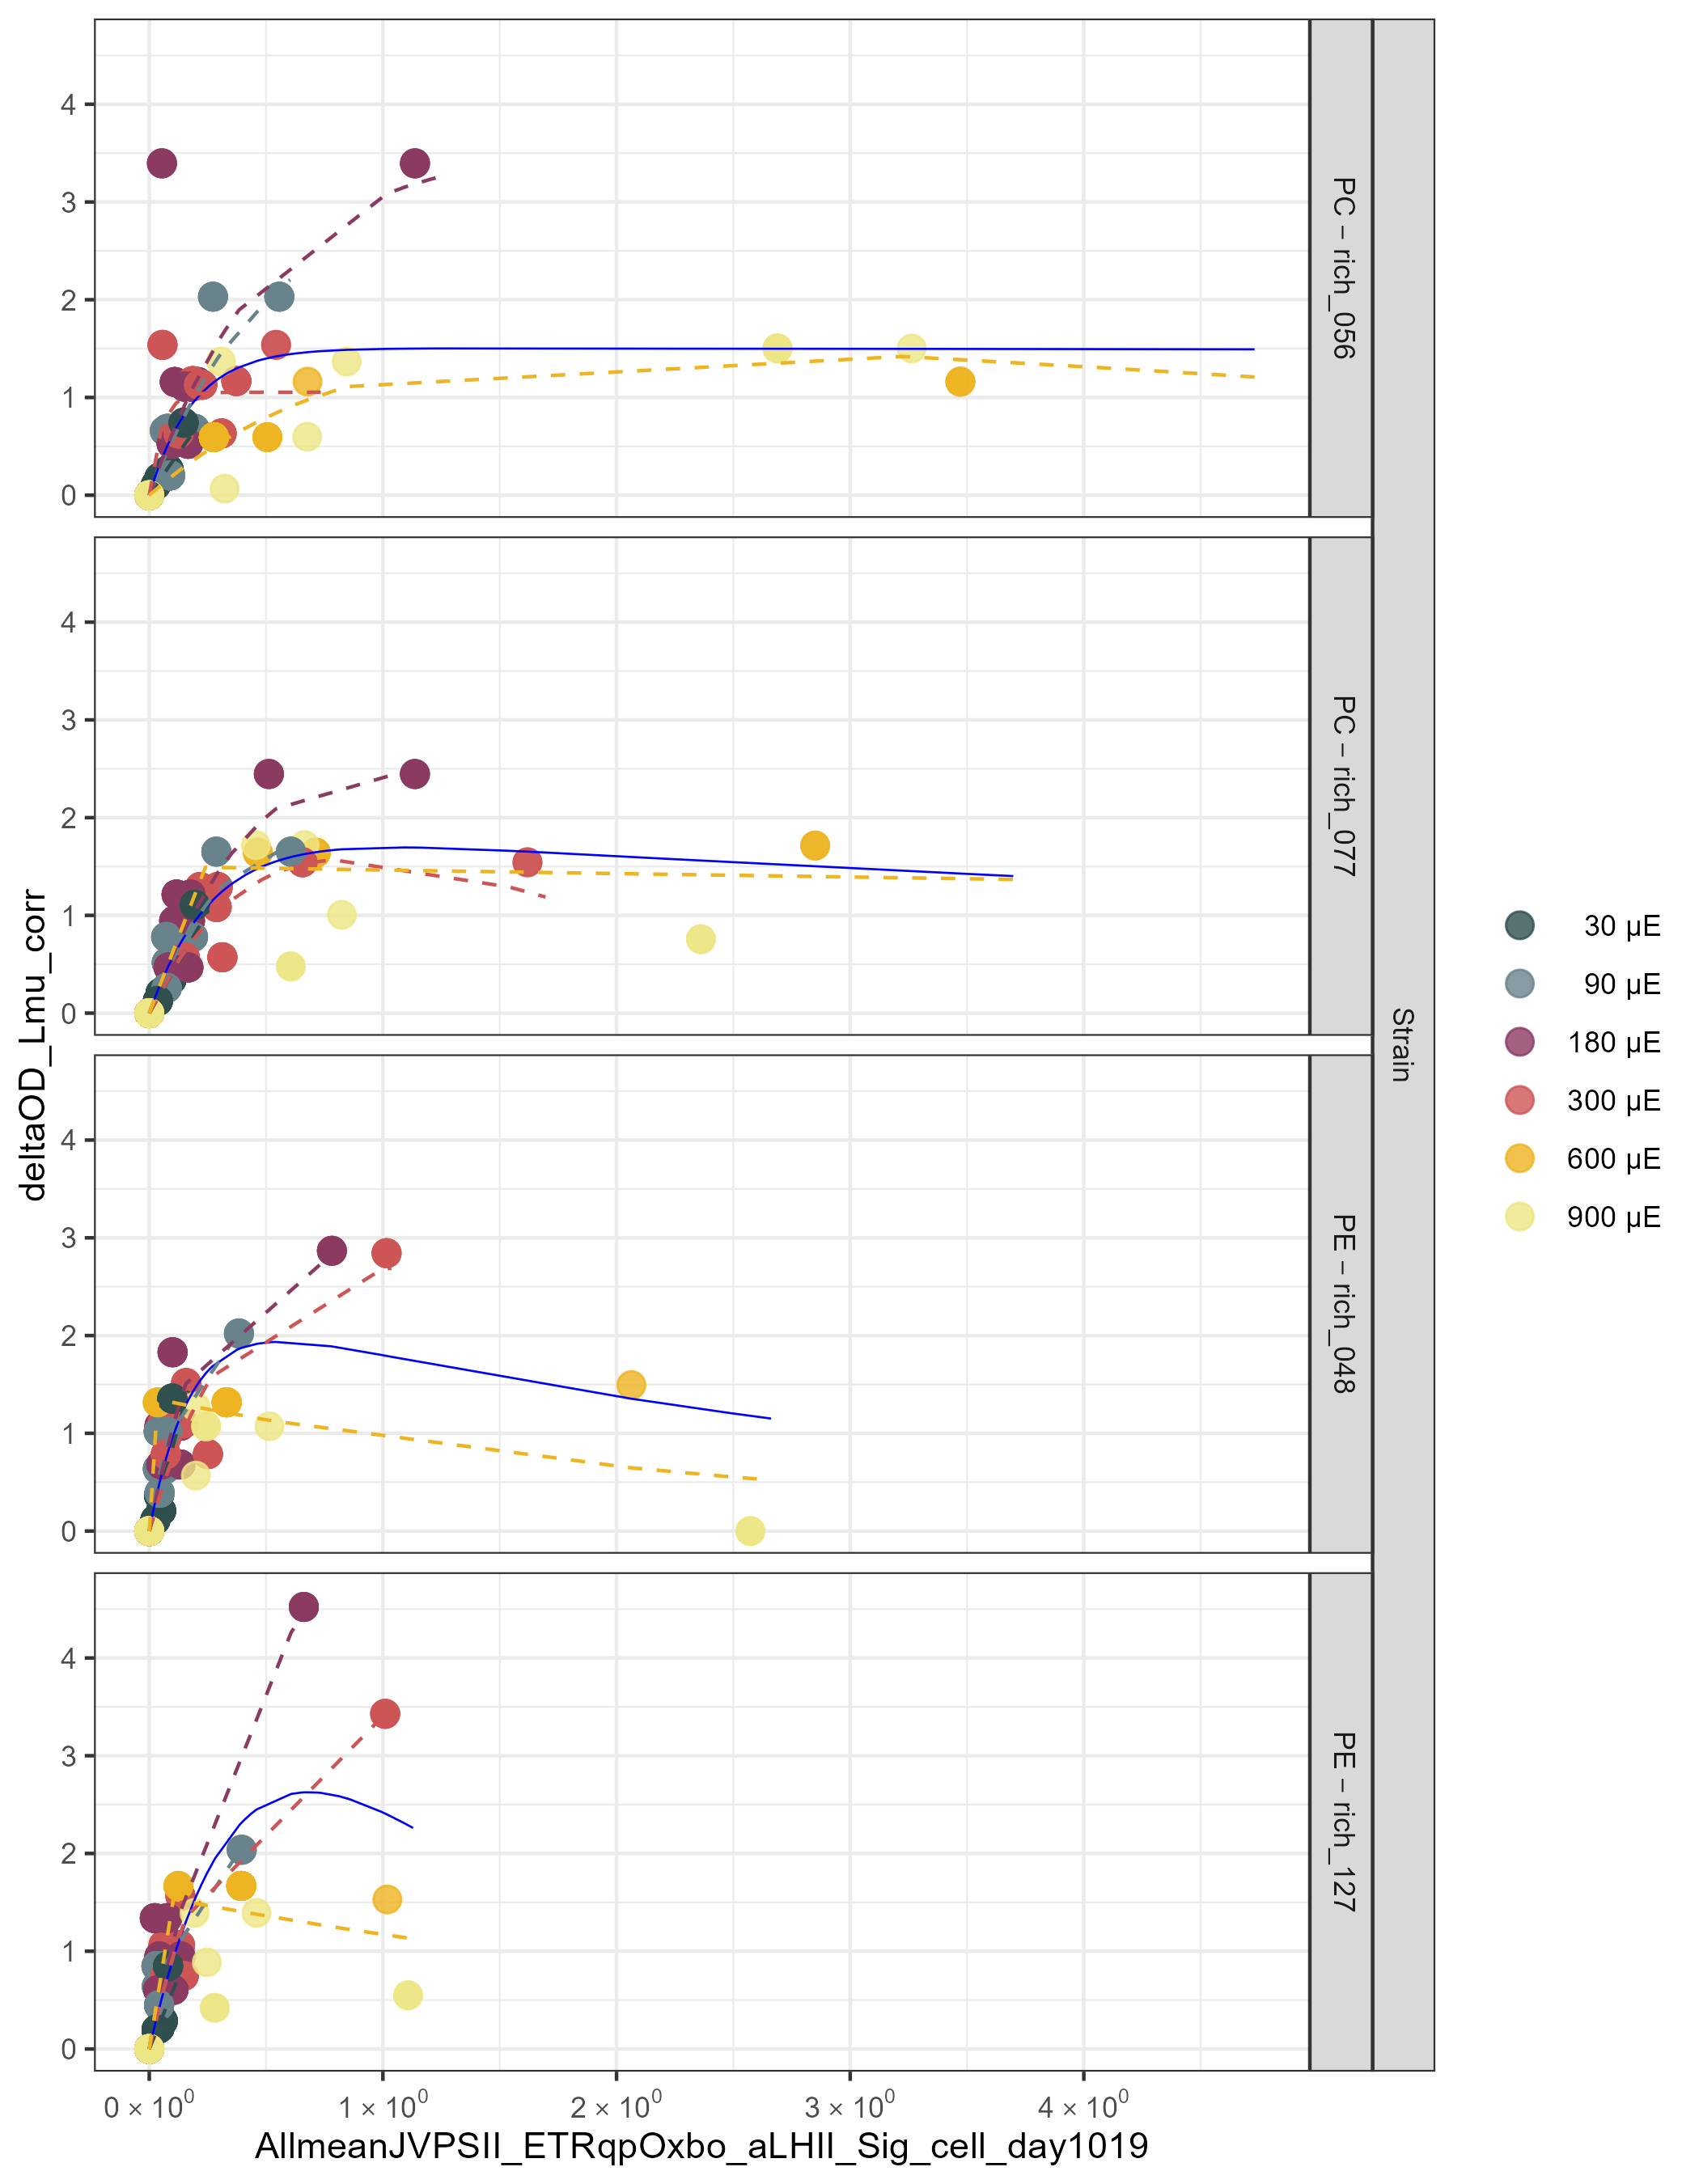 deltaOD_Lmu_corr
4
3
2
1
0
PC – rich_056
4
3
2
1
0
PC – rich_077
4
3
2
1
0
PE – rich_048
4
3
2
1
0
PE – rich_127
Strain
0 × 10⁰ 1 × 10⁰ 2 × 10⁰ 3 × 10⁰ 4 × 10⁰
AllmeanJVPSII_ETRqpOxbo_aLHII_Sig_cell_day1019
30 µE
90 µE
180 µE
300 µE
600 µE
900 µE